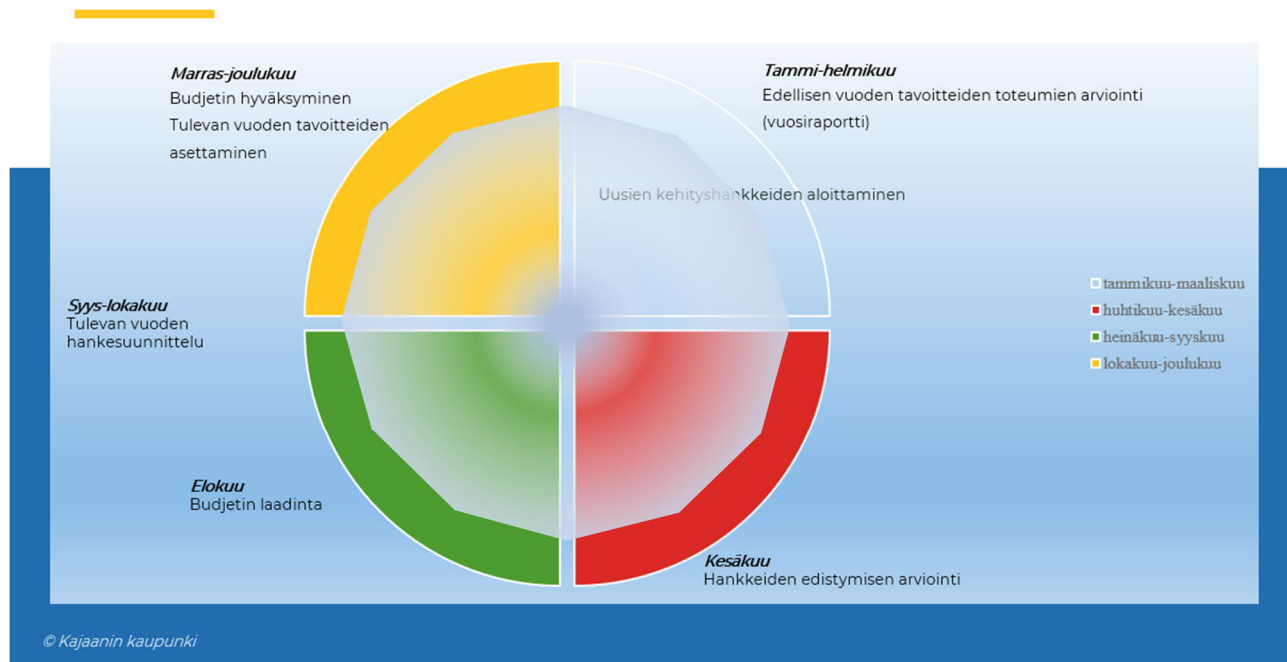 Marras-joulukuu
Budjetin hyväksyminen
Tulevan vuoden tavoitteiden
asettaminen
Tammi-helmikuu
Edellisen vuoden tavoitteiden toteumien arviointi
(vuosiraportti)
Uusien kehityshankkeiden aloittaminen
Syys-lokakuu
Tulevan vuoden
hankesuunnittelu
tammikuu-maaliskuu
huhtikuu-kesäkuu
heinäkuu-syyskuu
lokakuu-joulukuu
Elokuu
Budjetin laadinta
Kesäkuu
Hankkeiden edistymisen arviointi
© Kajaanin kaupunki